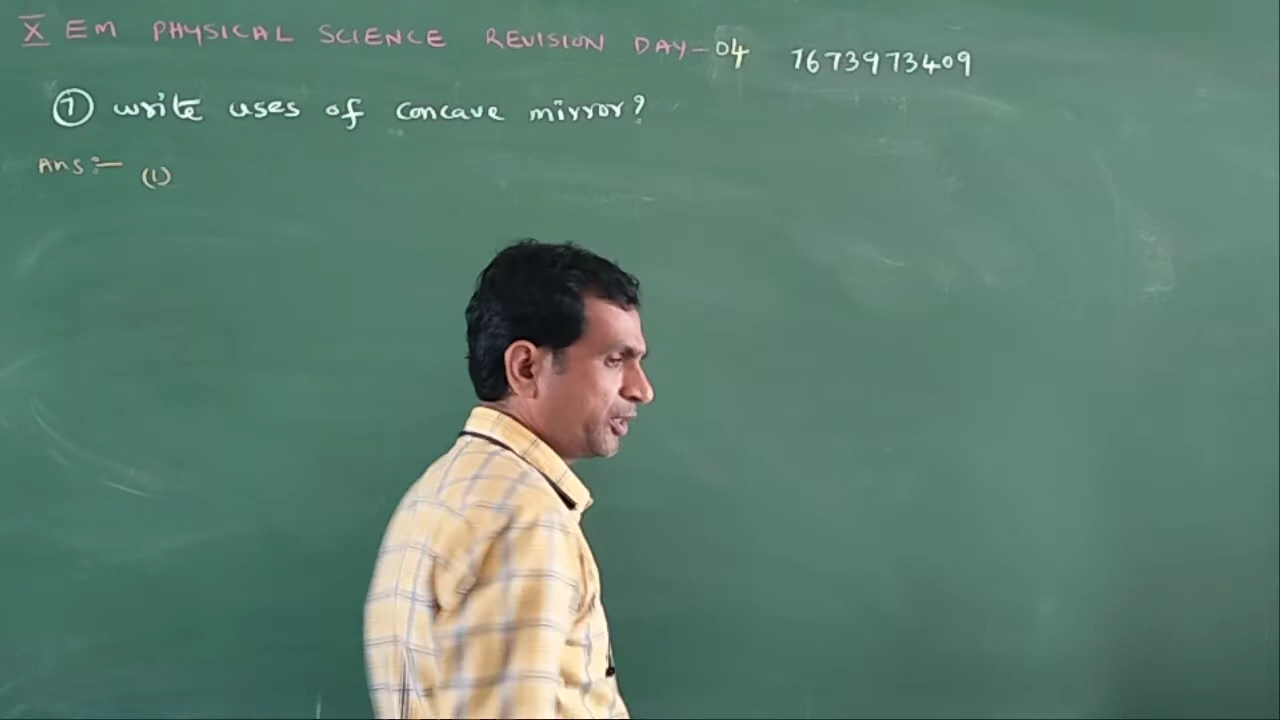 X EM PHYSICAL SCIENCE REVISION DAY-04 7673973409
(7) write uses of concave mirror?
Ans:- (1)